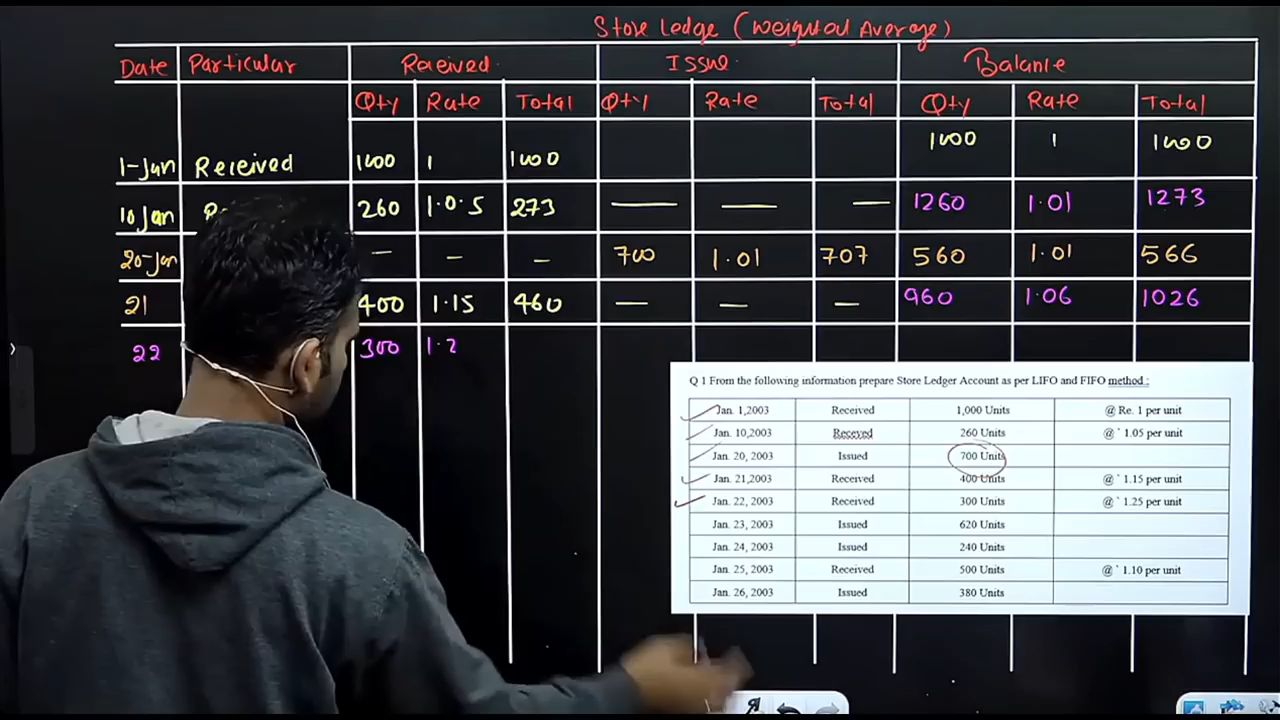 Store Ledge (Weighted Average)
Date Particular Received Issue Balance
Qty Rate Total Qty Rate Total Qty Rate Total
1-Jan Received 1000 1 1000 1000 1 1000
10 Jan 260 1.0.5 273 — — — 1260 1.01 1273
20-Jan - - - 700 1.01 707 560 1.01 566
21 400 1.15 460 — — — 960 1.06 1026
22 300 1.2
Q 1 From the following information prepare Store Ledger Account as per LIFO and FIFO method :
Jan. 1,2003 Received 1,000 Units @ Re. 1 per unit
Jan. 10,2003 Receved 260 Units @ ` 1.05 per unit
Jan. 20, 2003 Issued 700 Units
Jan. 21,2003 Received 400 Units @ ` 1.15 per unit
Jan. 22, 2003 Received 300 Units @ ` 1.25 per unit
Jan. 23, 2003 Issued 620 Units
Jan. 24, 2003 Issued 240 Units
Jan. 25, 2003 Received 500 Units @ ` 1.10 per unit
Jan. 26, 2003 Issued 380 Units